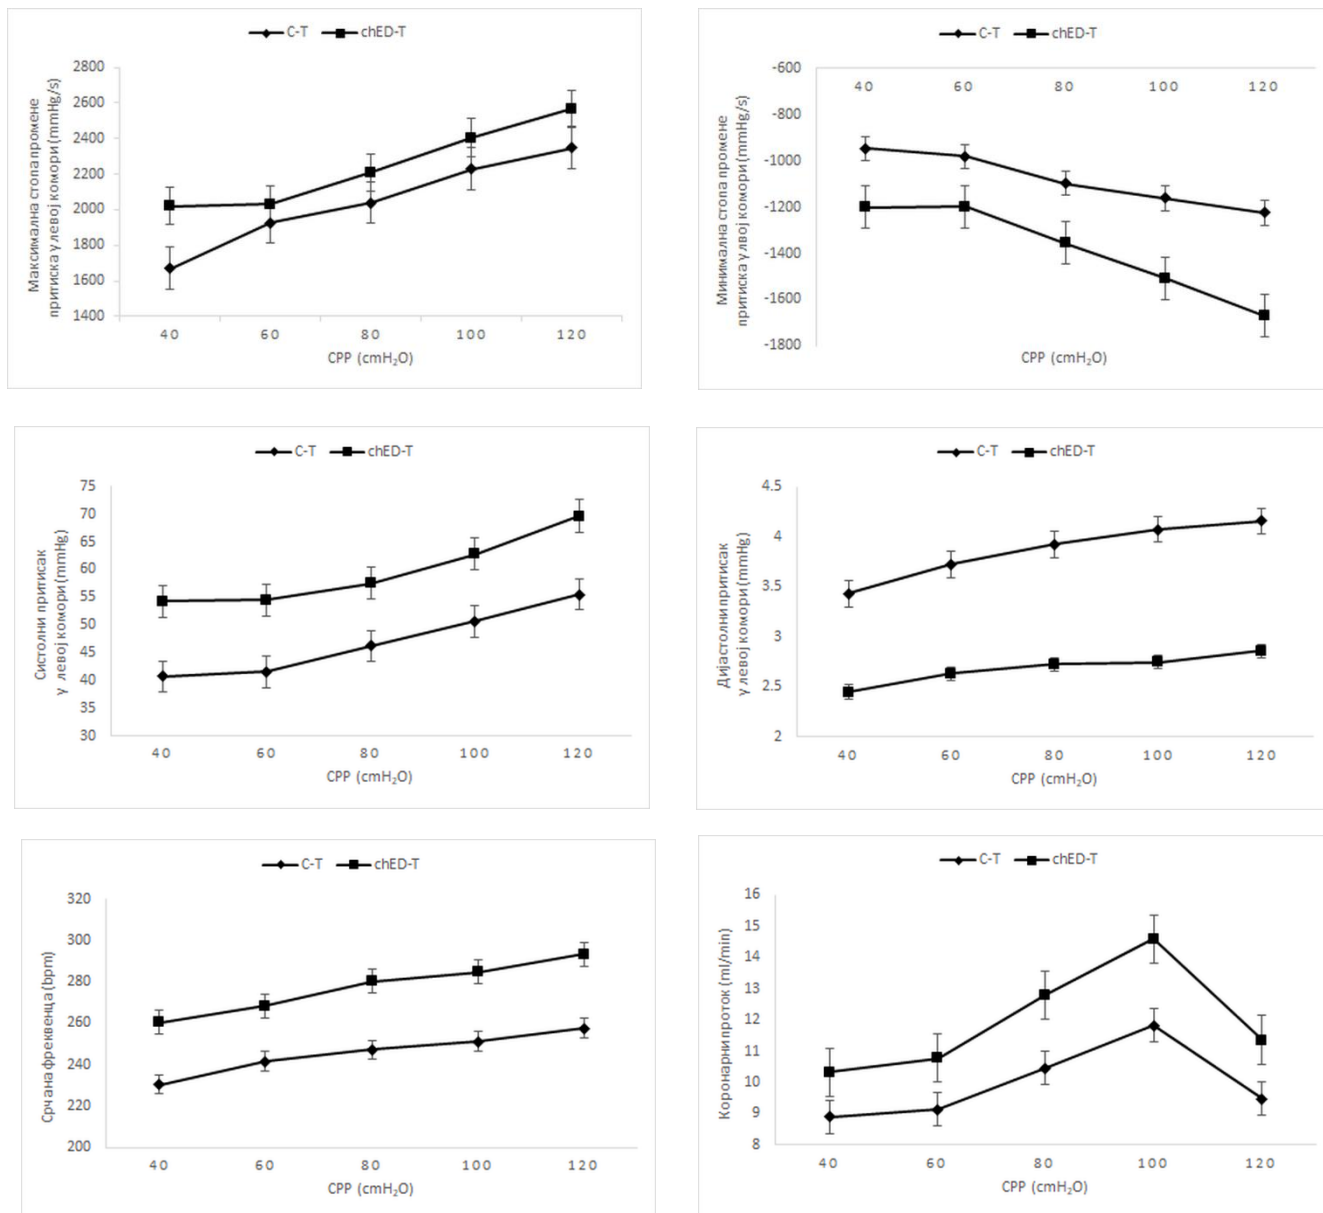 C-T chED-T
Максимална стопа промене
притиска у левој комори (mmHg/s)
2800
2600
2400
2200
2000
1800
1600
1400
40 60 80 100 120
CPP (cmH₂O)
C-T chED-T
Минимална стопа промене
притиска у лвој комори (mmHg/s)
-600
-800
-1000
-1200
-1400
-1600
-1800
40 60 80 100 120
CPP (cmH₂O)
C-T chED-T
Систолни притисак
у левој комори (mmHg)
75
70
65
60
55
50
45
40
35
30
40 60 80 100 120
CPP (cmH₂O)
C-T chED-T
Дијастолни притисак
у левој комори (mmHg)
4.5
4
3.5
3
2.5
2
40 60 80 100 120
CPP (cmH₂O)
C-T chED-T
Срчана фреквенца (bpm)
320
300
280
260
240
220
200
40 60 80 100 120
CPP (cmH₂O)
C-T chED-T
Коронарни проток (ml/min)
16
15
14
13
12
11
10
9
8
40 60 80 100 120
CPP (cmH₂O)